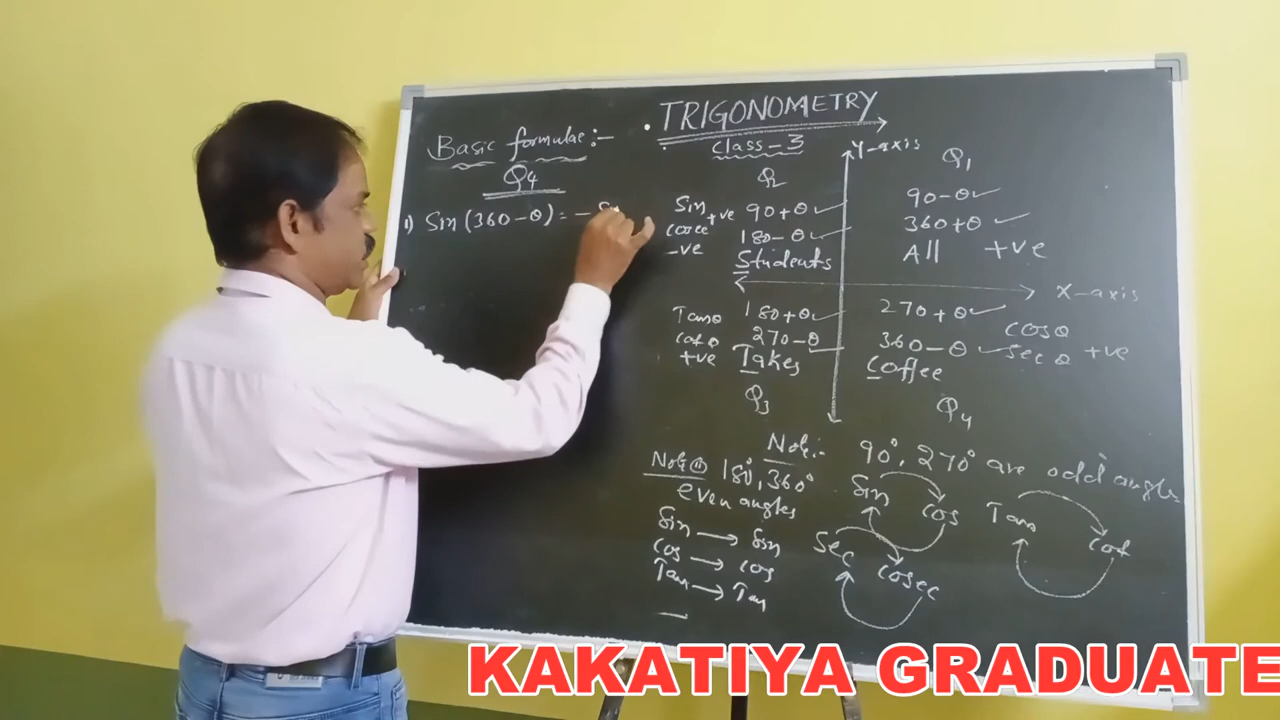 TRIGONOMETRY
Class-3
Basic formulae:-
Q4
1) Sin(360-θ) = - Sin
Y-axis
Q2
Sin
cosec +ve
-ve
90+θ ✓
180-θ ✓
Students
Q1
90-θ ✓
360+θ ✓
All +ve
X-axis
Tanθ
cotθ
+ve
180+θ ✓
270-θ
Takes
Q3
270+θ ✓
360-θ ✓
Cosθ
Secθ +ve
Coffee
Q4
Note:- 90°, 270° are odd angles
Sin
Cos
Tan
Cot
Sec
Cosec
Note (ii) 180°, 360°
even angles
Sin → Sin
Cos → Cos
Tan → Tan
KAKATIYA GRADUATE